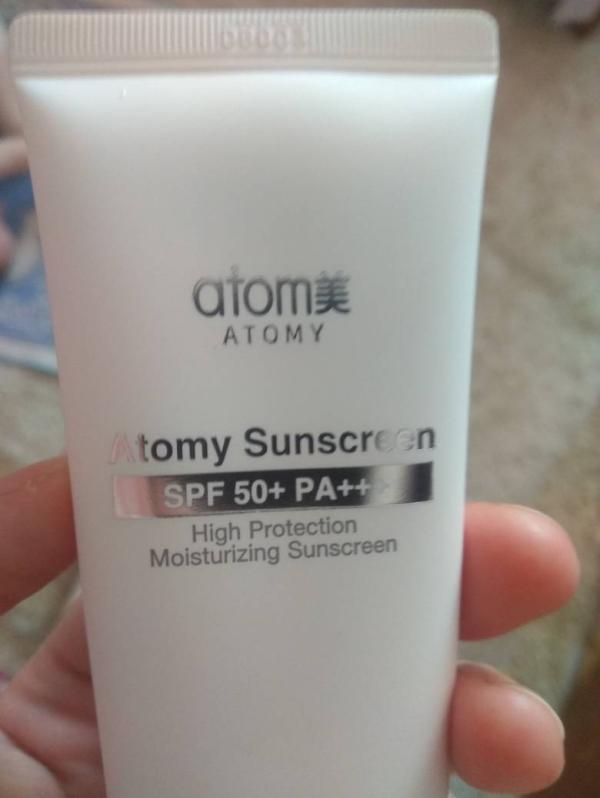 atom美
ATOMY
Atomy Sunscreen
SPF 50+ PA+++
High Protection
Moisturizing Sunscreen